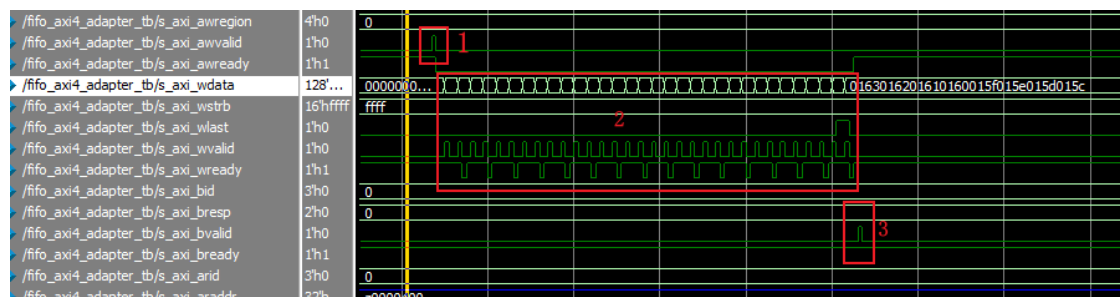 /fifo_axi4_adapter_tb/s_axi_awregion 4'h0 0
/fifo_axi4_adapter_tb/s_axi_awvalid 1'h0 1
/fifo_axi4_adapter_tb/s_axi_awready 1'h1
/fifo_axi4_adapter_tb/s_axi_wdata 128'... 0000000... 0163016201610160015f015e015d015c
/fifo_axi4_adapter_tb/s_axi_wstrb 16'hffff ffff
/fifo_axi4_adapter_tb/s_axi_wlast 1'h0 2
/fifo_axi4_adapter_tb/s_axi_wvalid 1'h0
/fifo_axi4_adapter_tb/s_axi_wready 1'h1
/fifo_axi4_adapter_tb/s_axi_bid 3'h0 0
/fifo_axi4_adapter_tb/s_axi_bresp 2'h0 0
/fifo_axi4_adapter_tb/s_axi_bvalid 1'h0 3
/fifo_axi4_adapter_tb/s_axi_bready 1'h1
/fifo_axi4_adapter_tb/s_axi_arid 3'h0 0